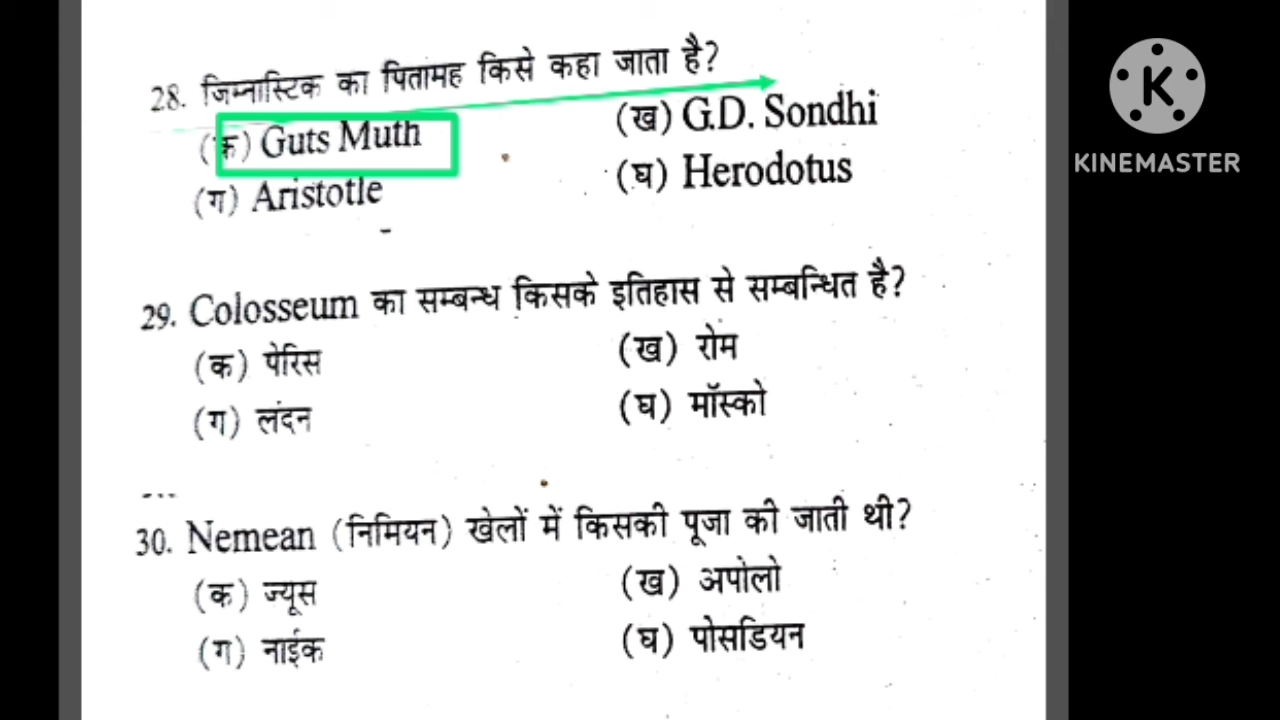 28. जिम्नास्टिक का पितामह किसे कहा जाता है?
(क) Guts Muth (ख) G.D. Sondhi
(ग) Aristotle (घ) Herodotus
29. Colosseum का सम्बन्ध किसके इतिहास से सम्बन्धित है?
(क) पेरिस (ख) रोम
(ग) लंदन (घ) मॉस्को
30. Nemean (निमियन) खेलों में किसकी पूजा की जाती थी?
(क) ज्यूस (ख) अपोलो
(ग) नाईक (घ) पोसडियन
K
KINEMASTER